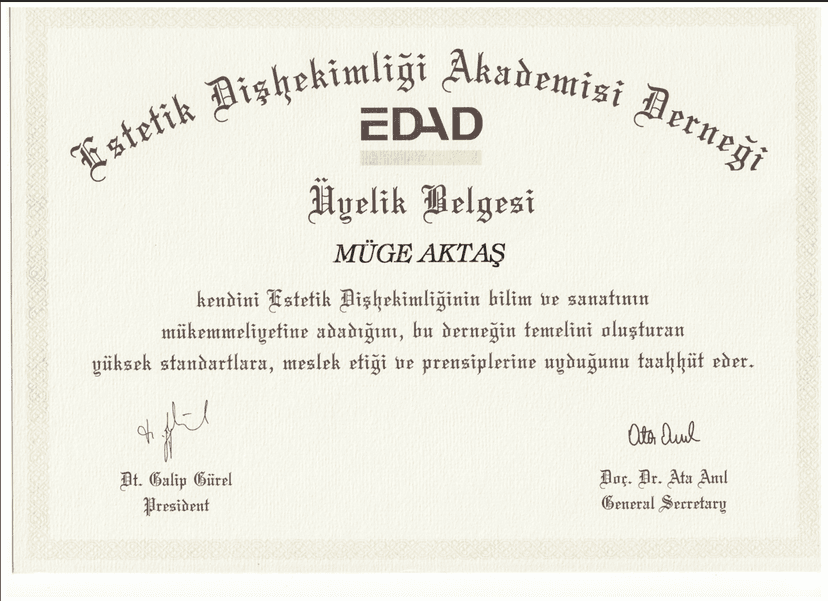 Estetik Dişhekimliği Akademisi Derneği
EDAD
Üyelik Belgesi
MÜGE AKTAŞ
kendini Estetik Dişhekimliğinin bilim ve sanatının
mükemmeliyetine adadığını, bu derneğin temelini oluşturan
yüksek standartlara, meslek etiği ve prensiplerine uyduğunu taahhüt eder.
Ata Anıl
Dt. Galip Gürel
President
Doç. Dr. Ata Anıl
General Secretary